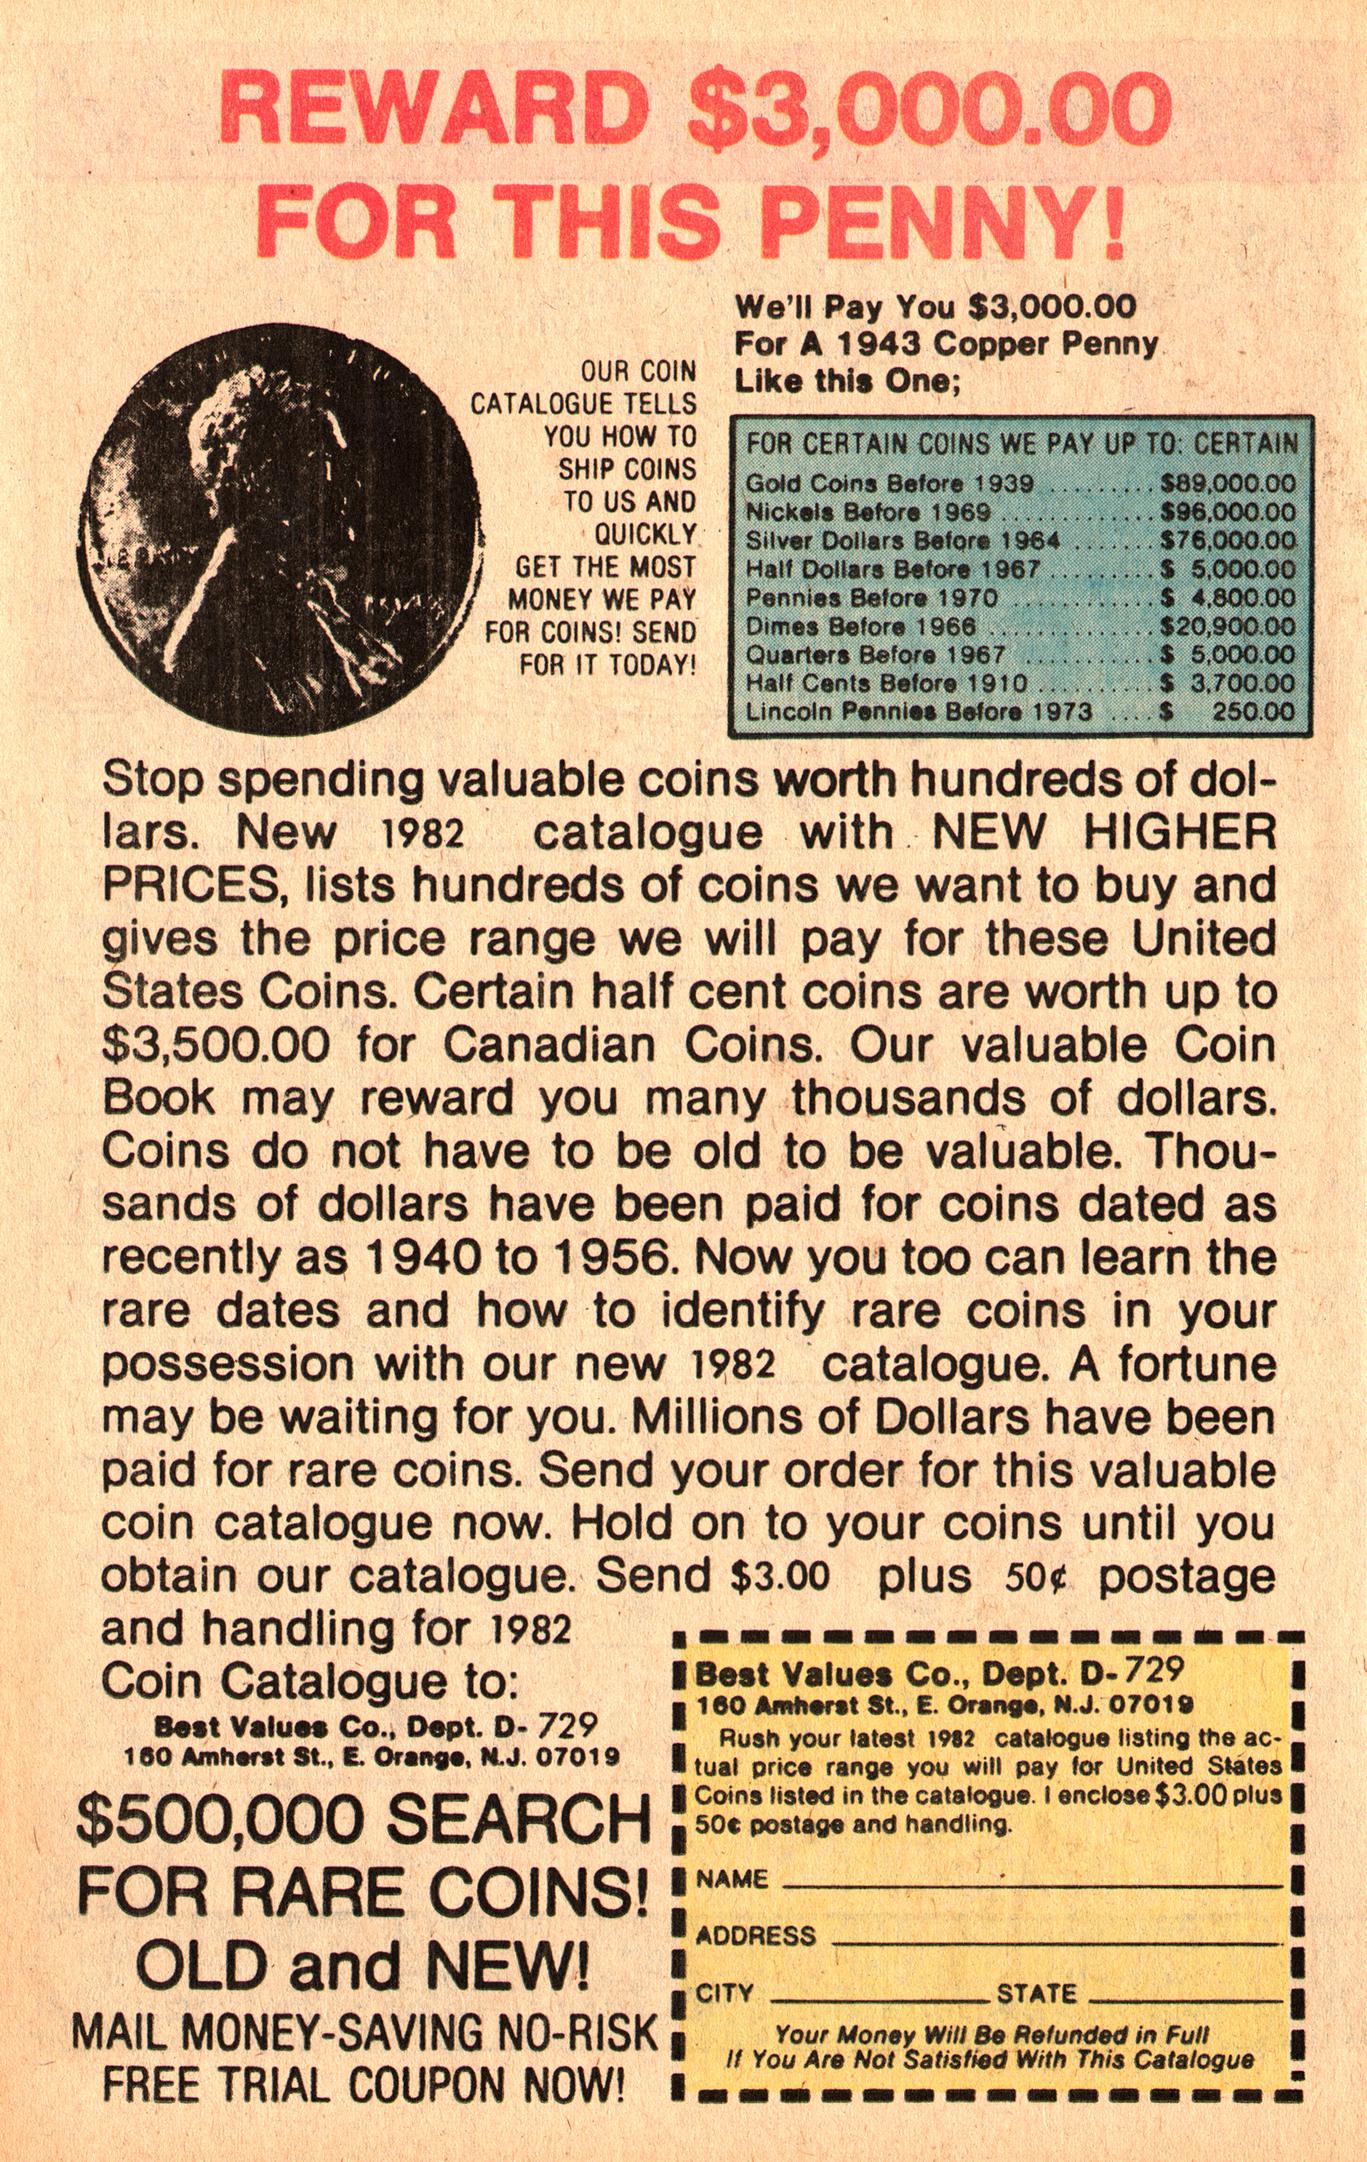 REWARD $3,000.00
FOR THIS PENNY!
We'll Pay You $3,000.00
For A 1943 Copper Penny
Like this One;
OUR COIN
CATALOGUE TELLS
YOU HOW TO
SHIP COINS
TO US AND
QUICKLY
GET THE MOST
MONEY WE PAY
FOR COINS! SEND
FOR IT TODAY!
FOR CERTAIN COINS WE PAY UP TO: CERTAIN
Gold Coins Before 1939 .......... $89,000.00
Nickels Before 1969 ............. $96,000.00
Silver Dollars Before 1964 ....... $76,000.00
Half Dollars Before 1967 ......... $ 5,000.00
Pennies Before 1970 ............ $ 4,800.00
Dimes Before 1966 .............. $20,900.00
Quarters Before 1967 ........... $ 5,000.00
Half Cents Before 1910 .......... $ 3,700.00
Lincoln Pennies Before 1973 .... $ 250.00
Stop spending valuable coins worth hundreds of dol-
lars. New 1982 catalogue with NEW HIGHER
PRICES, lists hundreds of coins we want to buy and
gives the price range we will pay for these United
States Coins. Certain half cent coins are worth up to
$3,500.00 for Canadian Coins. Our valuable Coin
Book may reward you many thousands of dollars.
Coins do not have to be old to be valuable. Thou-
sands of dollars have been paid for coins dated as
recently as 1940 to 1956. Now you too can learn the
rare dates and how to identify rare coins in your
possession with our new 1982 catalogue. A fortune
may be waiting for you. Millions of Dollars have been
paid for rare coins. Send your order for this valuable
coin catalogue now. Hold on to your coins until you
obtain our catalogue. Send $3.00 plus 50¢ postage
and handling for 1982
Coin Catalogue to:
Best Values Co., Dept. D- 729
160 Amherst St., E. Orange, N.J. 07019
$500,000 SEARCH
FOR RARE COINS!
OLD and NEW!
MAIL MONEY-SAVING NO-RISK
FREE TRIAL COUPON NOW!
Best Values Co., Dept. D- 729
160 Amherst St., E. Orange, N.J. 07019
Rush your latest 1982 catalogue listing the ac-
tual price range you will pay for United States
Coins listed in the catalogue. I enclose $3.00 plus
50¢ postage and handling.
NAME
ADDRESS
CITY STATE
Your Money Will Be Refunded in Full
If You Are Not Satisfied With This Catalogue